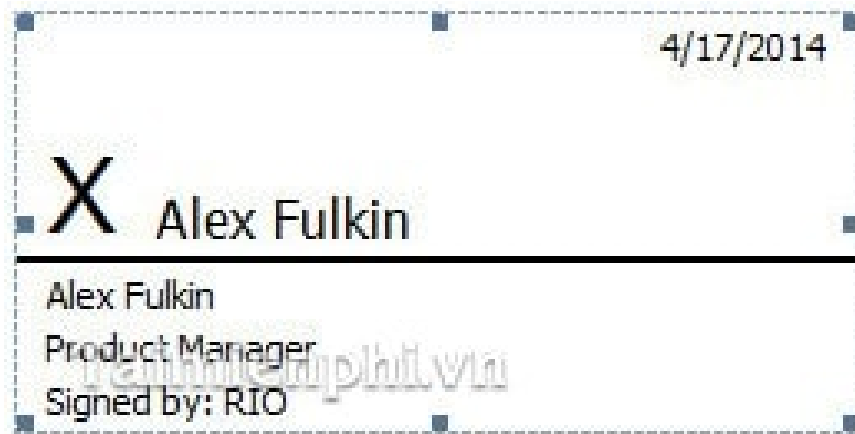 4/17/2014
X Alex Fulkin
Alex Fulkin
Product Manager
Signed by: RIO